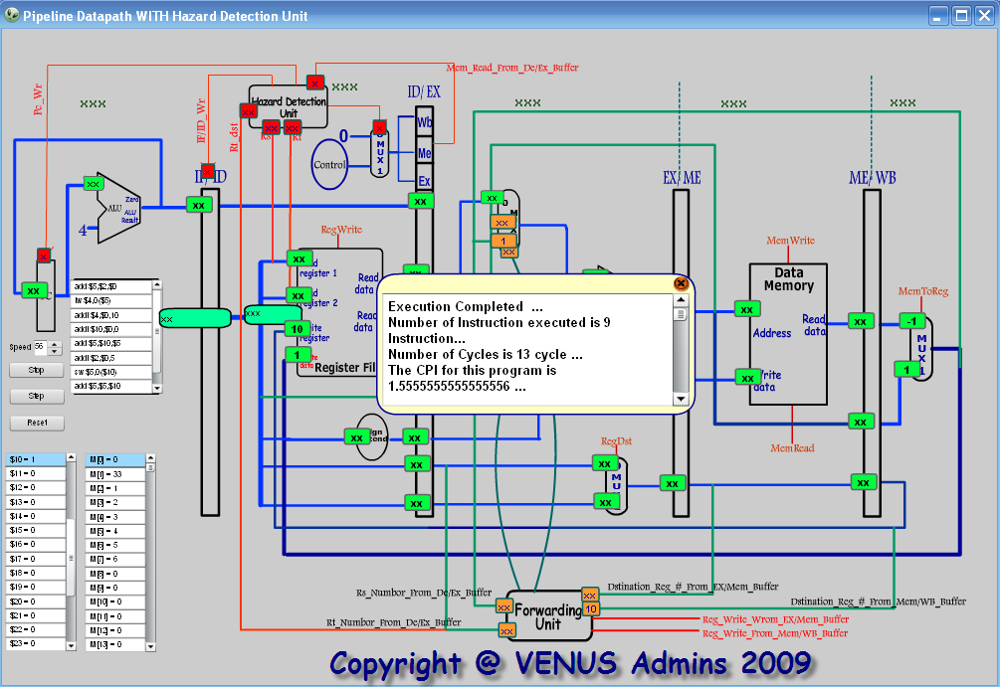 Pipeline Datapath WITH Hazard Detection Unit
Mem_Read_From_De/Ex_Buffer
Pc_Wr
xxx
IF/ID_Wr
x
xxx
Hazard Detection
Unit
Rt_dst
xx
xx
Rs
Rt
ID/ EX
Wb
Me
Ex
0
M
U
X
1
Control
xxx
xxx
xxx
IF/ ID
EX/ ME
ME/ WB
xx
Zero
ALU
ALU
Result
4
xx
xx
xx
xx
1
xx
RegWrite
xx
register 1
xx
register 2
10
register
1
data
Read
data
Read
data
Register Fil
MemWrite
Data
Memory
xx
Address
Read
data
xx
Write
data
MemRead
MemToReg
xx
-1
1
M
U
X
1
xx
xx
add $5,$2,$0
lw $4,0($5)
addi $4,$0,10
addi $10,$0,0
add $5,$10,$5
addi $2,$0,5
sw $5,0($10)
add $5,$5,$10
xx
xxx
Speed
56
Stop
Step
Reset
Execution Completed ...
Number of Instruction executed is 9
Instruction...
Number of Cycles is 13 cycle ...
The CPI for this program is
1.5555555555555556 ...
xx
xx
xx
xx
RegDst
xx
xx
M
U
xx
xx
$10 = 1
$11 = 0
$12 = 0
$13 = 0
$14 = 0
$15 = 0
$16 = 0
$17 = 0
$18 = 0
$19 = 0
$20 = 0
$21 = 0
$22 = 0
$23 = 0
M[0] = 0
M[1] = 33
M[2] = 1
M[3] = 2
M[4] = 3
M[5] = 4
M[6] = 5
M[7] = 6
M[8] = 0
M[9] = 0
M[10] = 0
M[11] = 0
M[12] = 0
M[13] = 0
Rs_Numbor_From_De/Ex_Buffer
Rt_Numbor_From_De/Ex_Buffer
xx
xx
Forwarding
Unit
xx
10
Dstination_Reg_#_From_EX/Mem_Buffer
Dstination_Reg_#_From_Mem/WB_Buffer
Reg_Write_Wrom_EX/Mem_Buffer
Reg_Write_From_Mem/WB_Buffer
Copyright @ VENUS Admins 2009